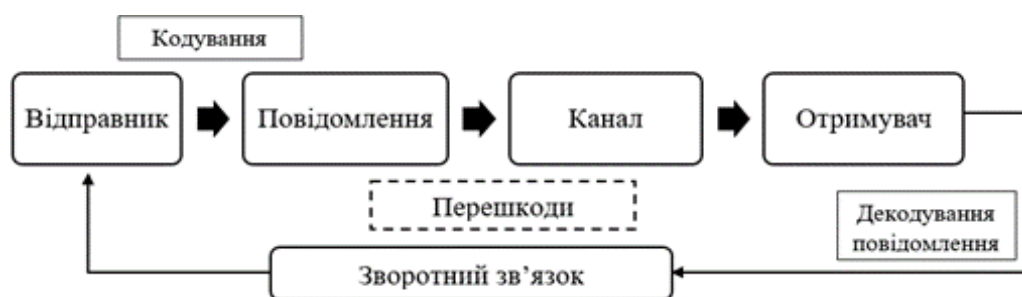 Кодування
Відправник
Повідомлення
Канал
Отримувач
Перешкоди
Декодування
повідомлення
Зворотний зв’язок